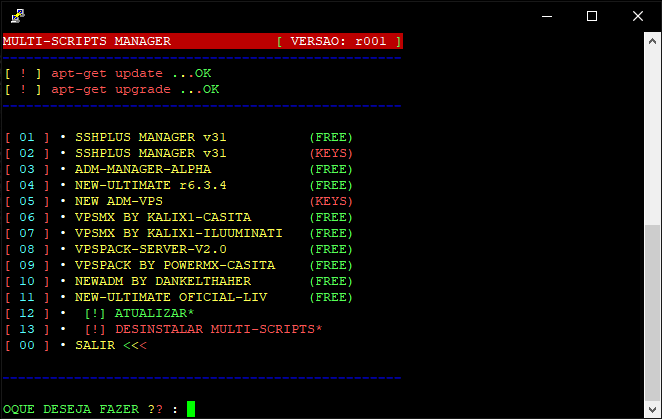 MULTI-SCRIPTS MANAGER [ VERSAO: r001 ]
[ ! ] apt-get update ...OK
[ ! ] apt-get upgrade ...OK
[ 01 ] • SSHPLUS MANAGER v31 (FREE)
[ 02 ] • SSHPLUS MANAGER v31 (KEYS)
[ 03 ] • ADM-MANAGER-ALPHA (FREE)
[ 04 ] • NEW-ULTIMATE r6.3.4 (FREE)
[ 05 ] • NEW ADM-VPS (KEYS)
[ 06 ] • VPSMX BY KALIX1-CASITA (FREE)
[ 07 ] • VPSMX BY KALIX1-ILUUMINATI (FREE)
[ 08 ] • VPSPACK-SERVER-V2.0 (FREE)
[ 09 ] • VPSPACK BY POWERMX-CASITA (FREE)
[ 10 ] • NEWADM BY DANKELTHAHER (FREE)
[ 11 ] • NEW-ULTIMATE OFICIAL-LIV (FREE)
[ 12 ] • [!] ATUALIZAR*
[ 13 ] • [!] DESINSTALAR MULTI-SCRIPTS*
[ 00 ] • SALIR <<<
OQUE DESEJA FAZER ?? :